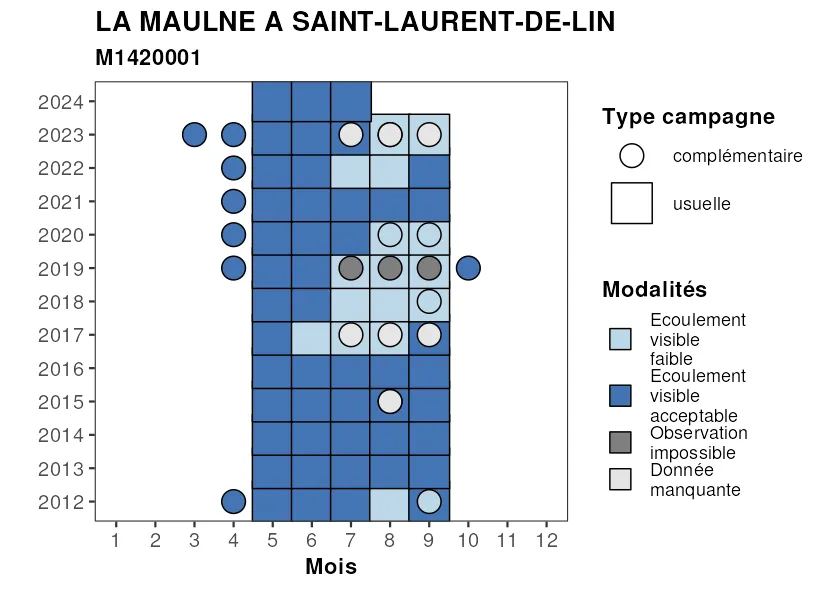 LA MAULNE A SAINT-LAURENT-DE-LIN
M1420001
2024
2023
2022
2021
2020
2019
2018
2017
2016
2015
2014
2013
2012
1 2 3 4 5 6 7 8 9 10 11 12
Mois
Type campagne
complémentaire
usuelle
Modalités
Ecoulement
visible
faible
Ecoulement
visible
acceptable
Observation
impossible
Donnée
manquante